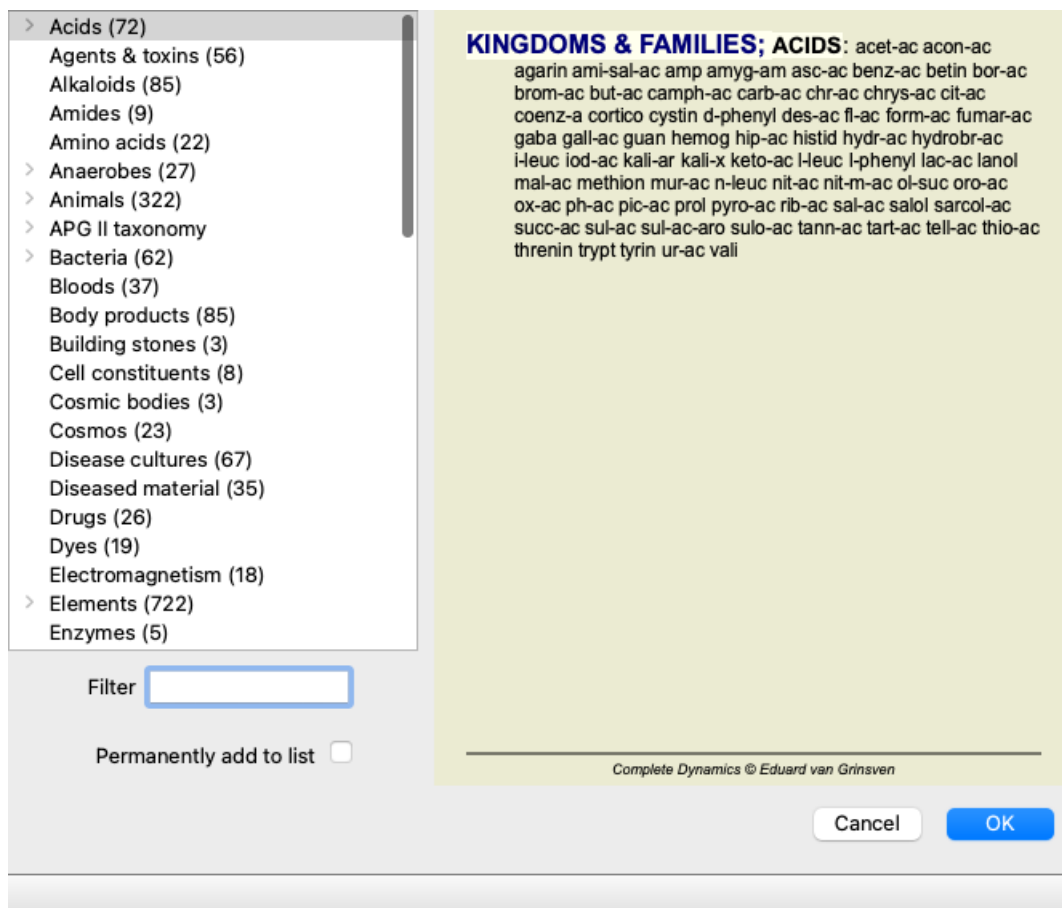 Acids (72)
Agents & toxins (56)
Alkaloids (85)
Amides (9)
Amino acids (22)
Anaerobes (27)
Animals (322)
APG II taxonomy
Bacteria (62)
Bloods (37)
Body products (85)
Building stones (3)
Cell constituents (8)
Cosmic bodies (3)
Cosmos (23)
Disease cultures (67)
Diseased material (35)
Drugs (26)
Dyes (19)
Electromagnetism (18)
Elements (722)
Enzymes (5)
Filter
Permanently add to list
KINGDOMS & FAMILIES; ACIDS: acet-ac acon-ac
agarin ami-sal-ac amp amyg-am asc-ac benz-ac betin bor-ac
brom-ac but-ac camph-ac carb-ac chr-ac chrys-ac cit-ac
coenz-a cortico cystin d-phenyl des-ac fl-ac form-ac fumar-ac
gaba gall-ac guan hemog hip-ac histid hydr-ac hydrobr-ac
i-leuc iod-ac kali-ar kali-x keto-ac l-leuc l-phenyl lac-ac lanol
mal-ac methion mur-ac n-leuc nit-ac nit-m-ac ol-suc oro-ac
ox-ac ph-ac pic-ac prol pyro-ac rib-ac sal-ac salol sarcol-ac
succ-ac sul-ac sul-ac-aro sulo-ac tann-ac tart-ac tell-ac thio-ac
threnin trypt tyrin ur-ac vali
Complete Dynamics © Eduard van Grinsven
Cancel
OK